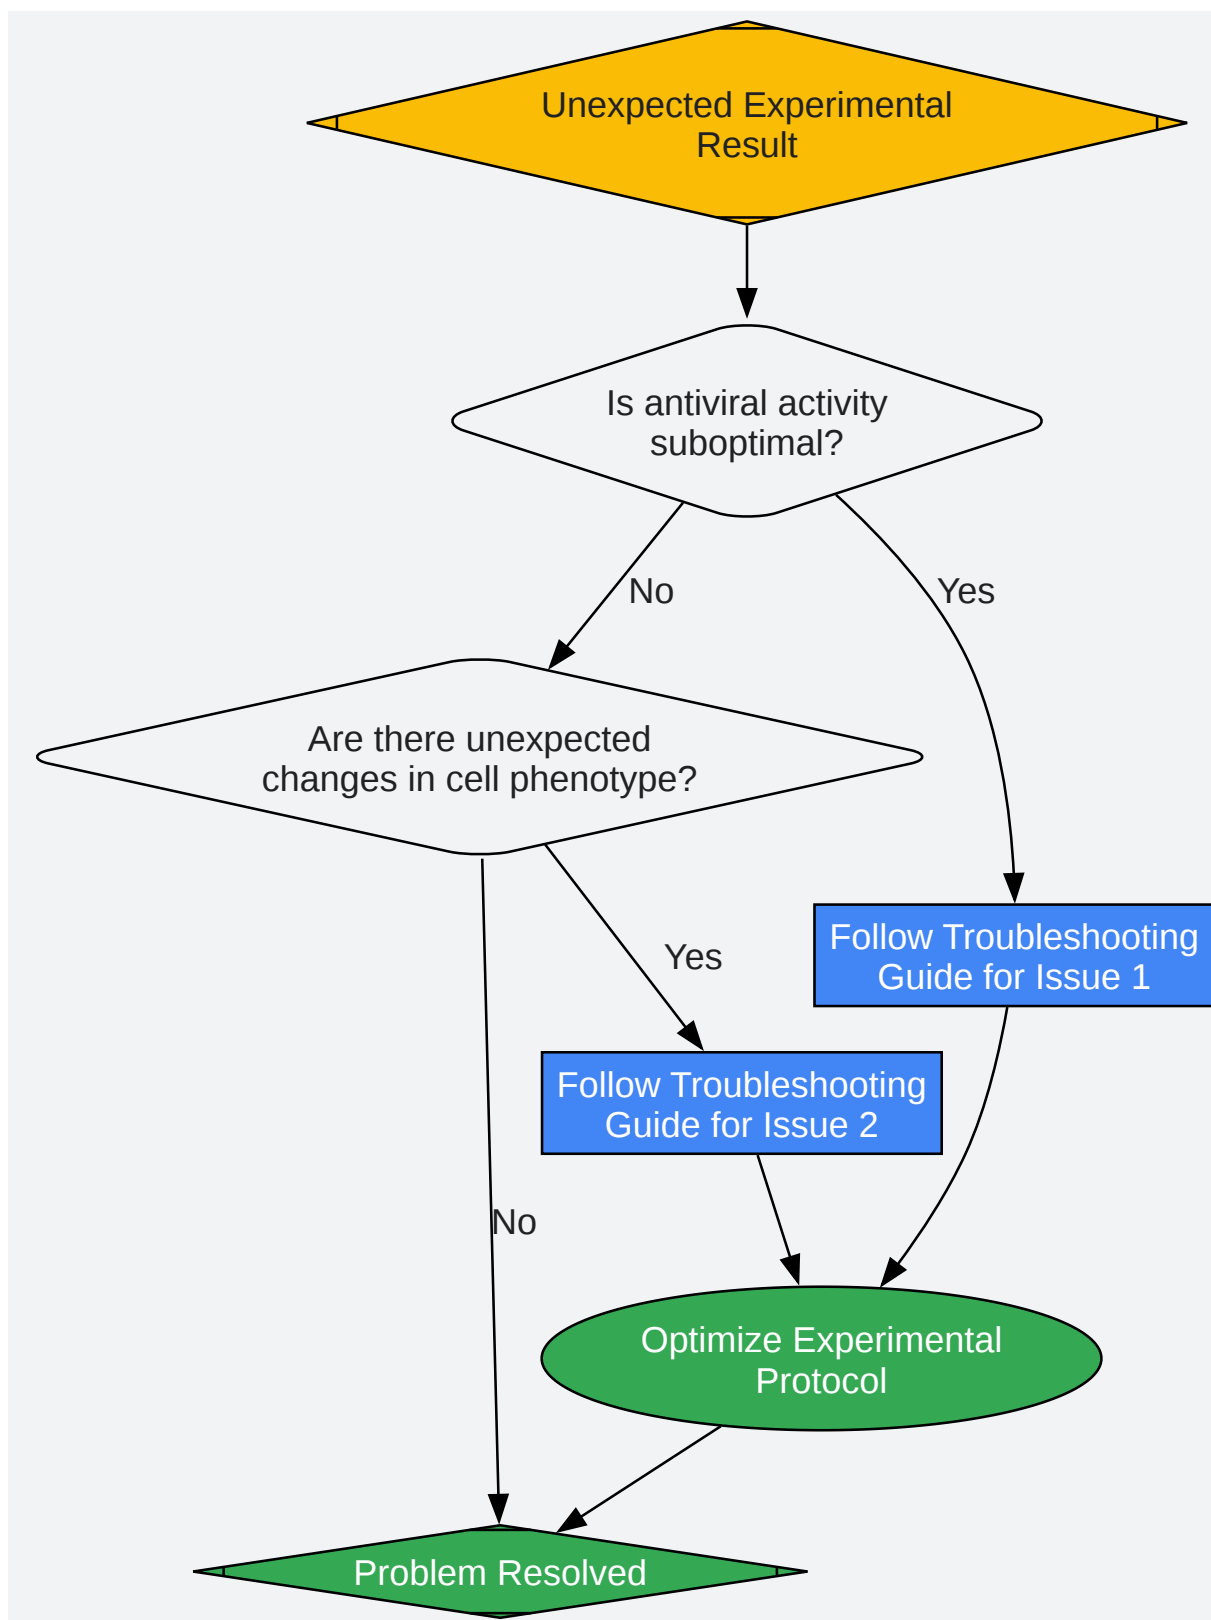 Unexpected Experimental
Result
Is antiviral activity
suboptimal?
No
Yes
Are there unexpected
changes in cell phenotype?
Follow Troubleshooting
Guide for Issue 1
Yes
Follow Troubleshooting
Guide for Issue 2
No
Optimize Experimental
Protocol
Problem Resolved